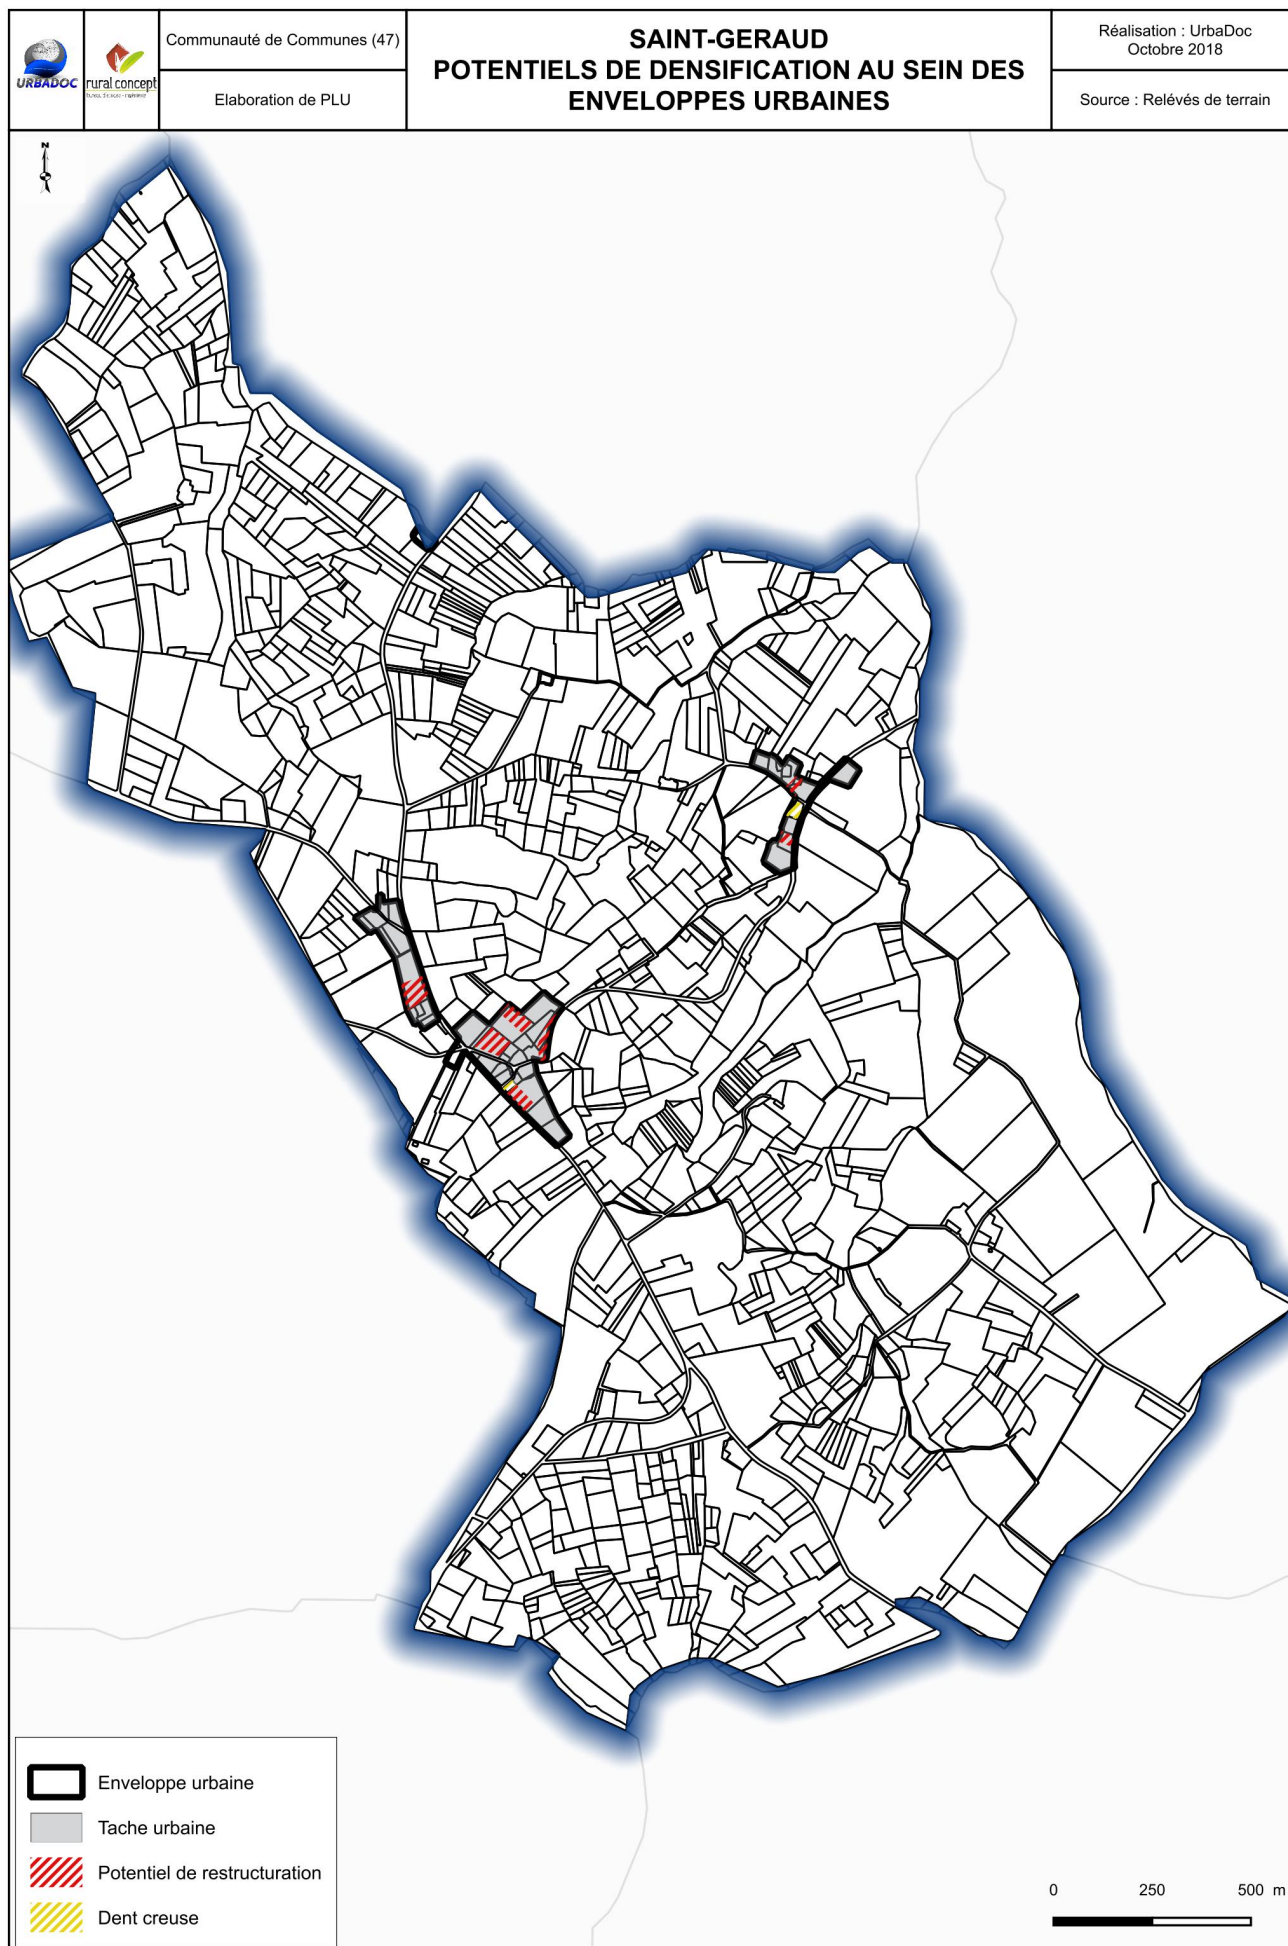 URBADOC
rural concept
Communauté de Communes (47)
Elaboration de PLU
SAINT-GERAUD
POTENTIELS DE DENSIFICATION AU SEIN DES
ENVELOPPES URBAINES
Réalisation : UrbaDoc
Octobre 2018
Source : Relévés de terrain
N
Enveloppe urbaine
Tache urbaine
Potentiel de restructuration
Dent creuse
0 250 500 m